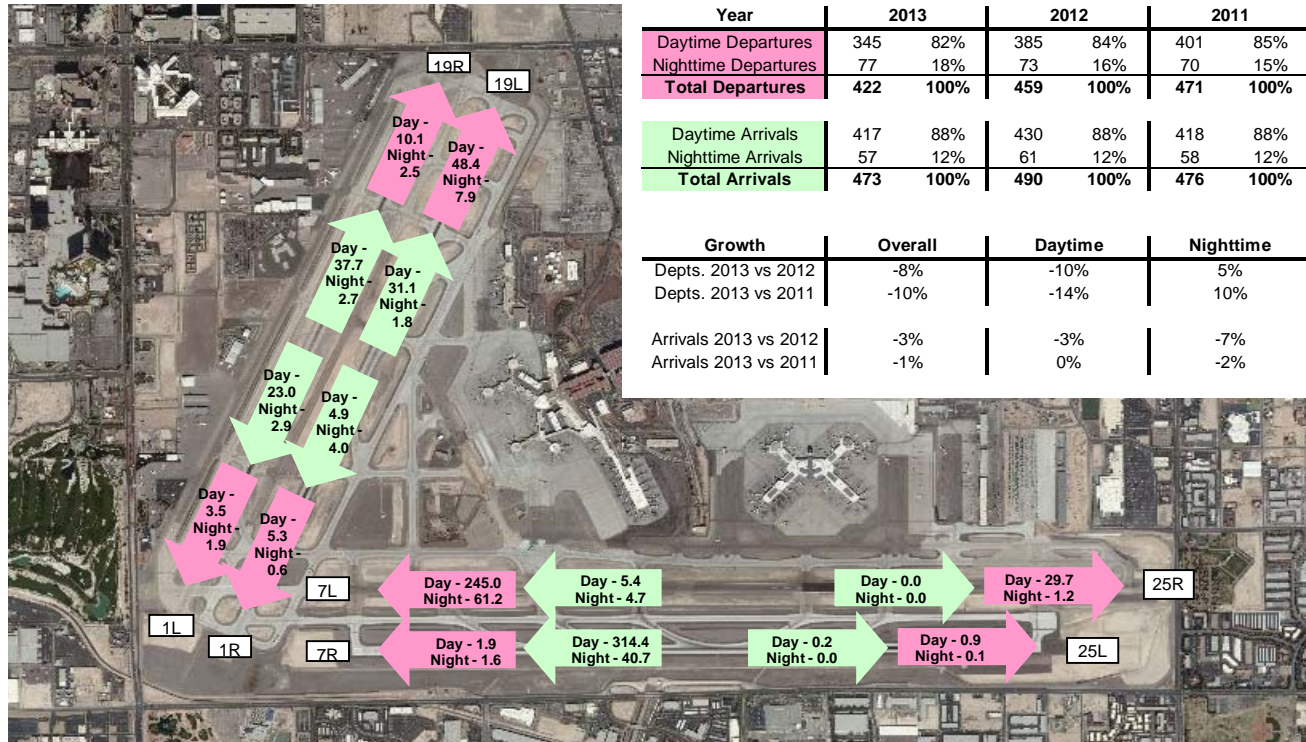 Year 2013 2012 2011
Daytime Departures 345 82% 385 84% 401 85%
Nighttime Departures 77 18% 73 16% 70 15%
Total Departures 422 100% 459 100% 471 100%
Daytime Arrivals 417 88% 430 88% 418 88%
Nighttime Arrivals 57 12% 61 12% 58 12%
Total Arrivals 473 100% 490 100% 476 100%
Growth Overall Daytime Nighttime
Depts. 2013 vs 2012 -8% -10% 5%
Depts. 2013 vs 2011 -10% -14% 10%
Arrivals 2013 vs 2012 -3% -3% -7%
Arrivals 2013 vs 2011 -1% 0% -2%
19R
19L
Day -
10.1
Night -
2.5
Day -
48.4
Night -
7.9
Day -
37.7
Night -
2.7
Day -
31.1
Night -
1.8
Day -
23.0
Night -
2.9
Day -
4.9
Night -
4.0
Day -
3.5
Night -
1.9
Day -
5.3
Night -
0.6
1L
1R
7L
7R
Day - 245.0
Night - 61.2
Day - 5.4
Night - 4.7
Day - 0.0
Night - 0.0
Day - 29.7
Night - 1.2
25R
Day - 1.9
Night - 1.6
Day - 314.4
Night - 40.7
Day - 0.2
Night - 0.0
Day - 0.9
Night - 0.1
25L